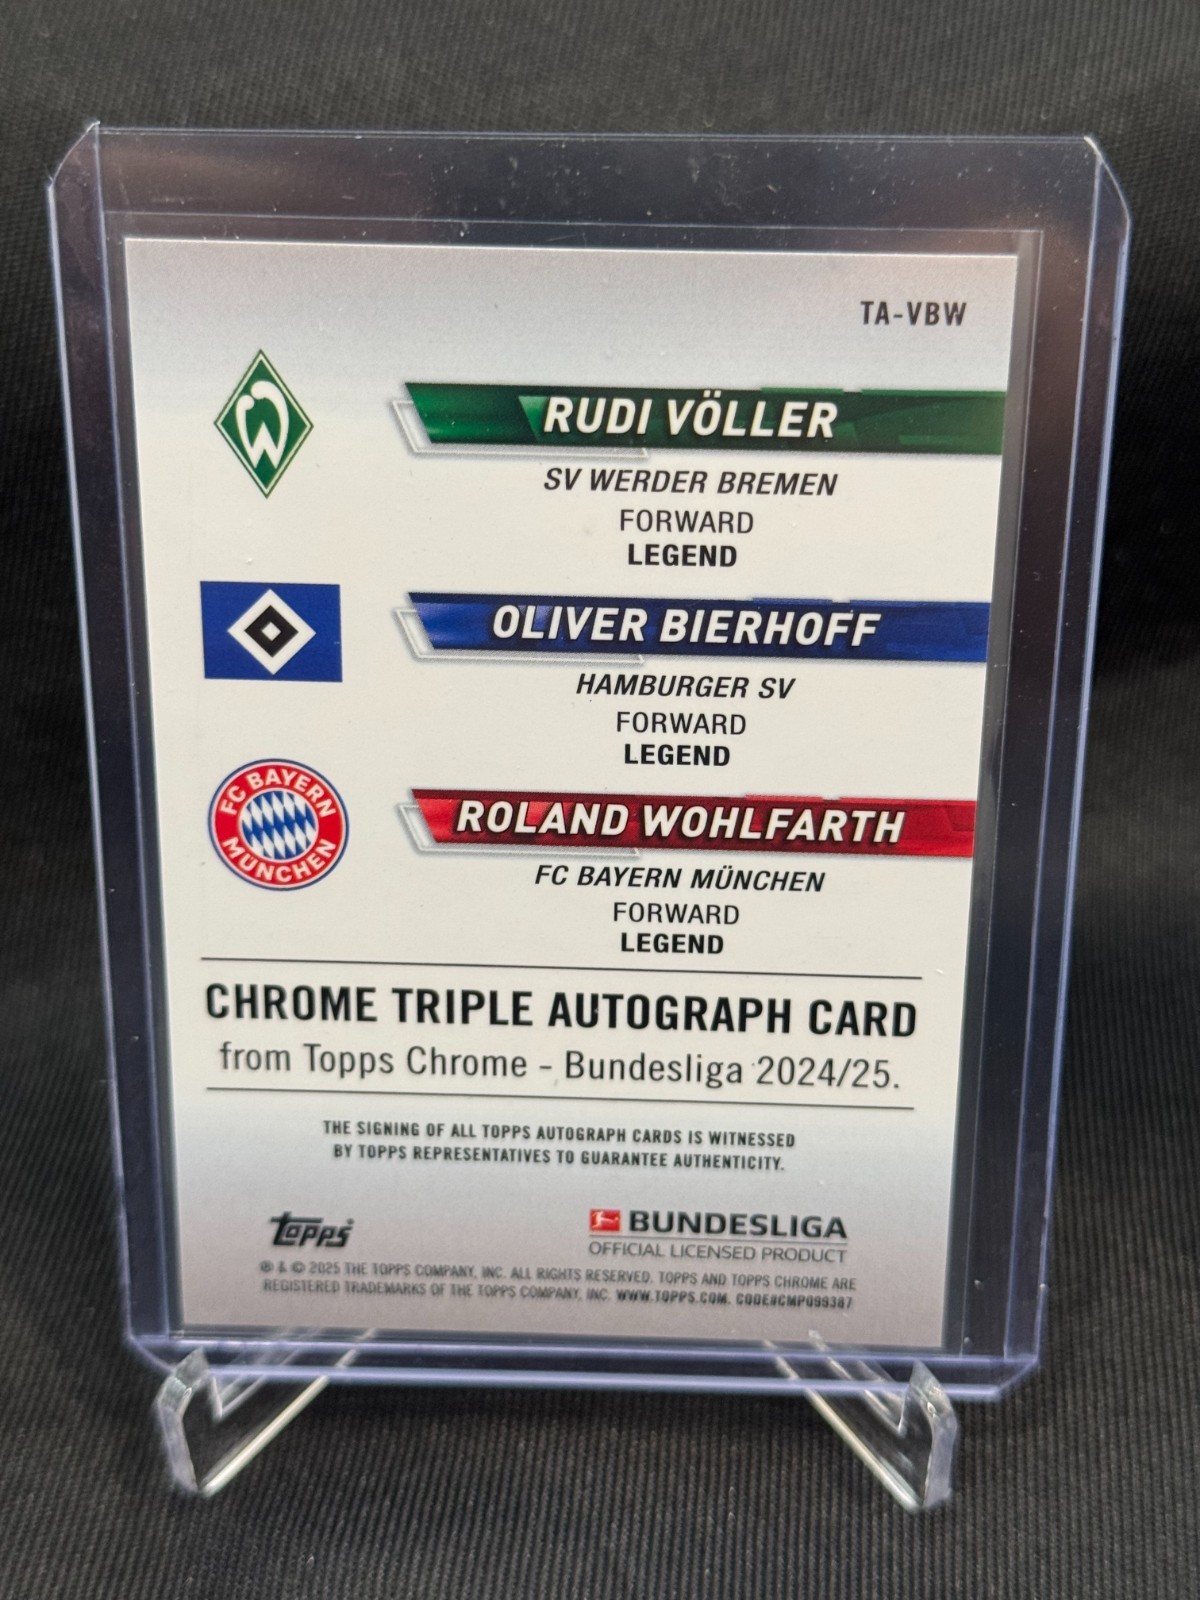 TA-VBW
W
RUDI VÖLLER
SV WERDER BREMEN
FORWARD
LEGEND
OLIVER BIERHOFF
HAMBURGER SV
FORWARD
LEGEND
FC BAYERN
MÜNCHEN
ROLAND WOHLFARTH
FC BAYERN MÜNCHEN
FORWARD
LEGEND
CHROME TRIPLE AUTOGRAPH CARD
from Topps Chrome - Bundesliga 2024/25.
THE SIGNING OF ALL TOPPS AUTOGRAPH CARDS IS WITNESSED
BY TOPPS REPRESENTATIVES TO GUARANTEE AUTHENTICITY.
topps
BUNDESLIGA
OFFICIAL LICENSED PRODUCT
® & © 2025 THE TOPPS COMPANY, INC. ALL RIGHTS RESERVED. TOPPS AND TOPPS CHROME ARE
REGISTERED TRADEMARKS OF THE TOPPS COMPANY, INC. WWW.TOPPS.COM. CODE#CMP099387